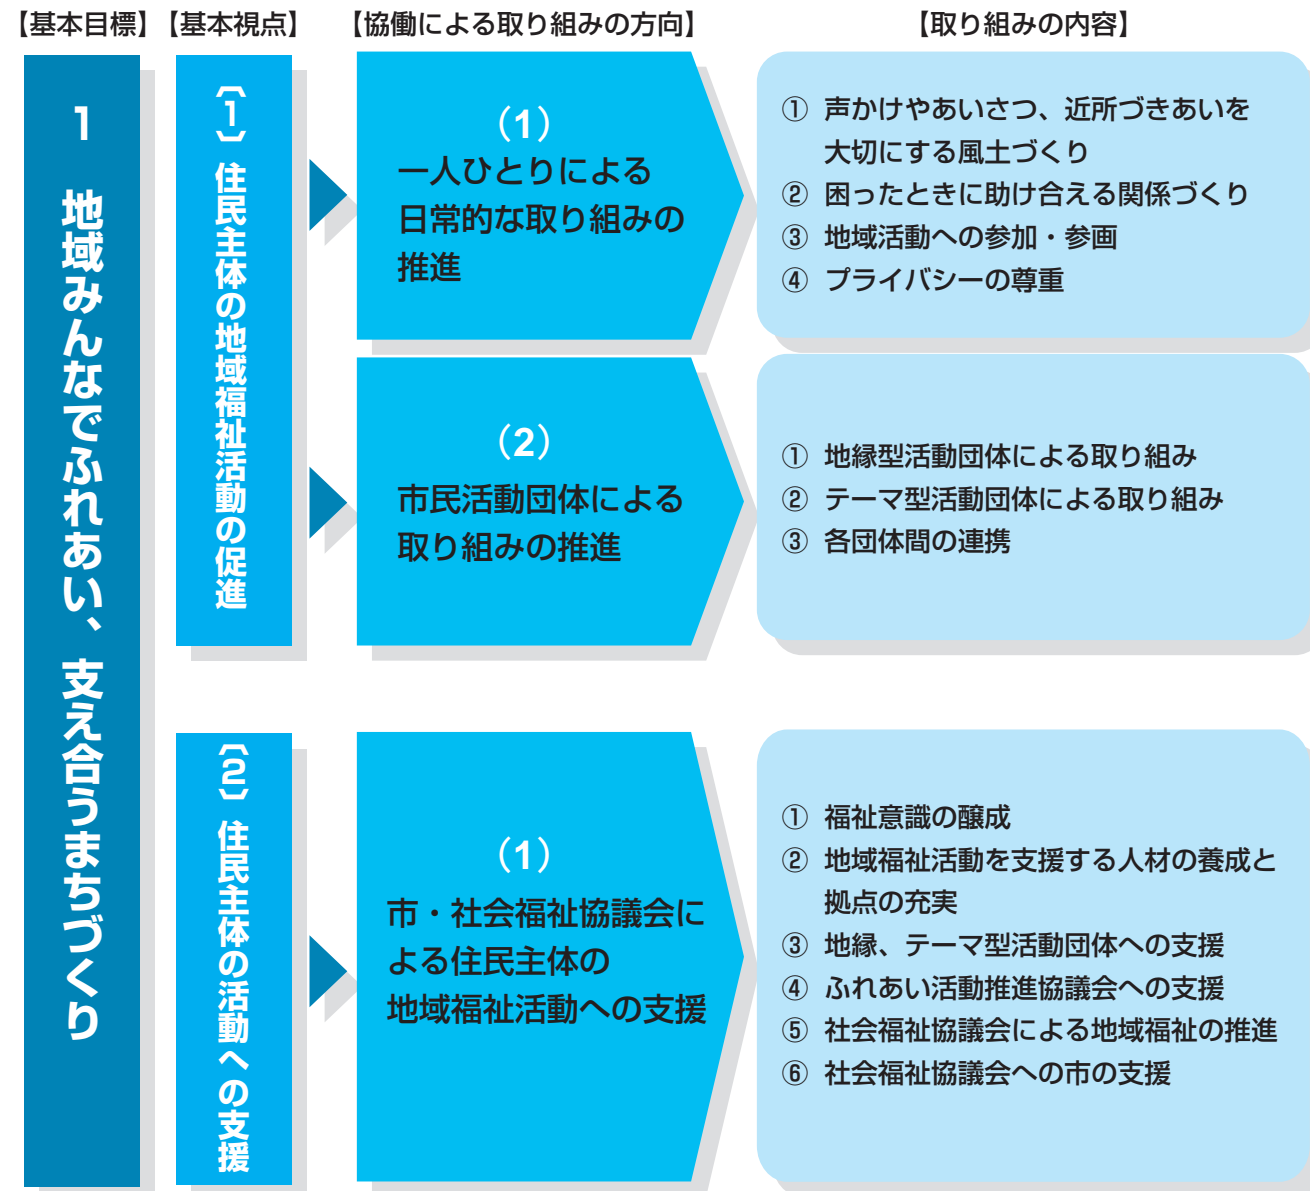 【基本目標】【基本視点】 【協働による取り組みの方向】 【取り組みの内容】
1 地域みんなでふれあい、支え合うまちづくり
〔1〕住民主体の地域福祉活動の促進
（1）
一人ひとりによる
日常的な取り組みの
推進
① 声かけやあいさつ、近所づきあいを
大切にする風土づくり
② 困ったときに助け合える関係づくり
③ 地域活動への参加・参画
④ プライバシーの尊重
（2）
市民活動団体による
取り組みの推進
① 地縁型活動団体による取り組み
② テーマ型活動団体による取り組み
③ 各団体間の連携
〔2〕住民主体の活動への支援
（1）
市・社会福祉協議会に
よる住民主体の
地域福祉活動への支援
① 福祉意識の醸成
② 地域福祉活動を支援する人材の養成と
拠点の充実
③ 地縁、テーマ型活動団体への支援
④ ふれあい活動推進協議会への支援
⑤ 社会福祉協議会による地域福祉の推進
⑥ 社会福祉協議会への市の支援